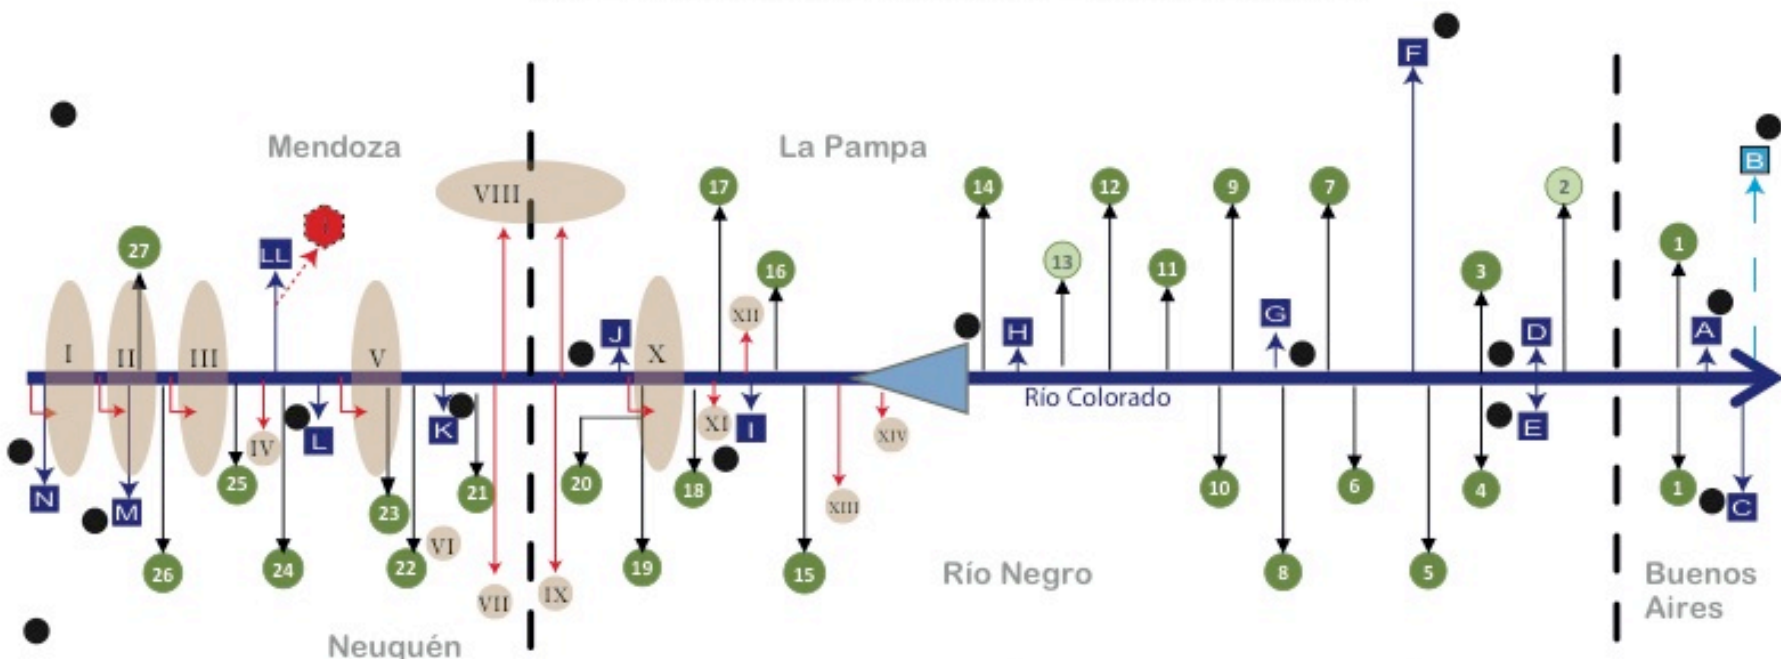 F
B
Mendoza
La Pampa
VIII
17
14
12
9
7
2
27
LL
1
16
13
11
3
1
I
II
III
V
J
X
XII
H
G
D
A
Río Colorado
N
M
25
IV
L
23
K
21
20
18
XI
I
XIII
XIV
10
6
4
E
1
C
26
24
22
VI
VII
IX
19
15
Río Negro
8
5
Buenos
Aires
Neuquén